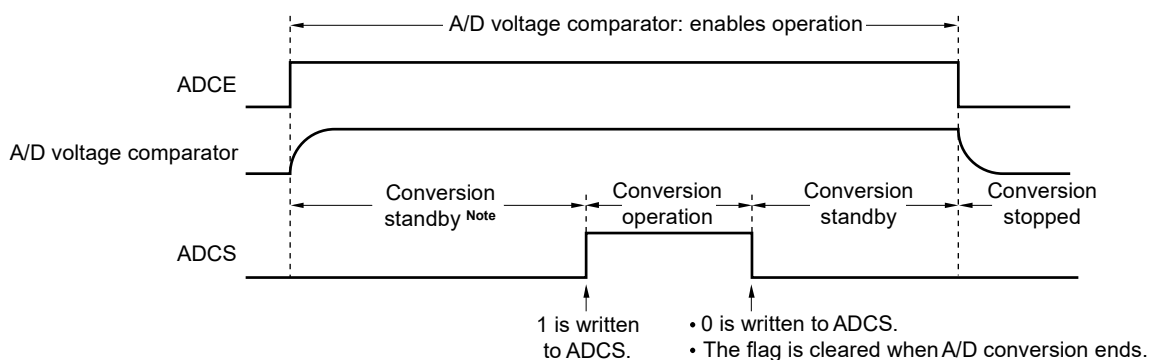 A/D voltage comparator: enables operation
ADCE
A/D voltage comparator
Conversion standby Note
Conversion operation
Conversion standby
Conversion stopped
ADCS
1 is written
to ADCS.
• 0 is written to ADCS.
• The flag is cleared when A/D conversion ends.